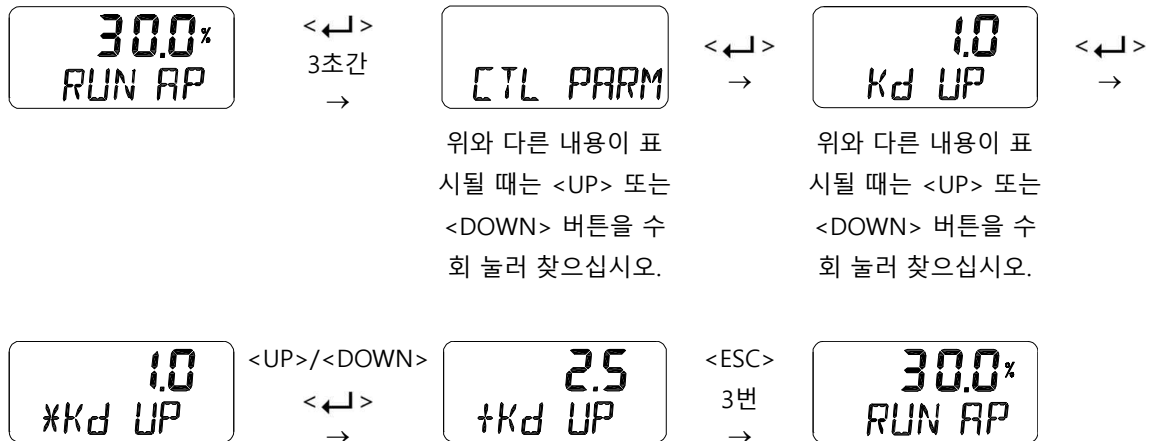 30.0%
RUN AP
<↵>
3초간
→
CTL PARM
위와 다른 내용이 표
시될 때는 <UP> 또는
<DOWN> 버튼을 수
회 눌러 찾으십시오.
<↵>
→
1.0
Kd UP
위와 다른 내용이 표
시될 때는 <UP> 또는
<DOWN> 버튼을 수
회 눌러 찾으십시오.
<↵>
→
1.0
*Kd UP
<UP>/<DOWN>
<↵>
→
2.5
+Kd UP
<ESC>
3번
→
30.0%
RUN AP